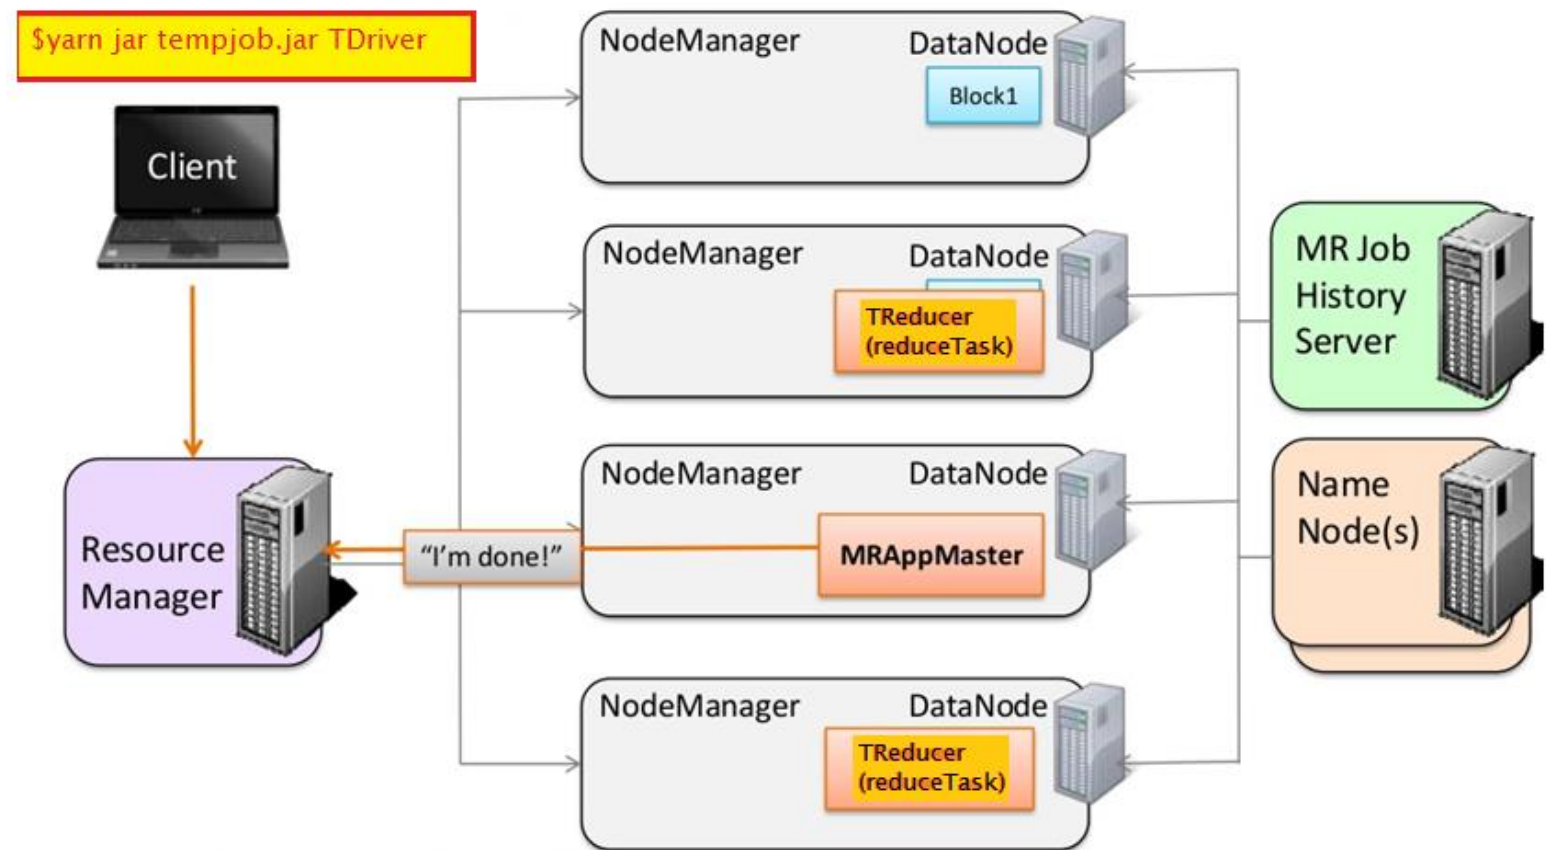 $yarn jar tempjob.jar TDriver
Client
Resource
Manager
"I'm done!"
NodeManager
DataNode
Block1
NodeManager
DataNode
TReducer
(reduceTask)
NodeManager
DataNode
MRAppMaster
NodeManager
DataNode
TReducer
(reduceTask)
MR Job
History
Server
Name
Node(s)